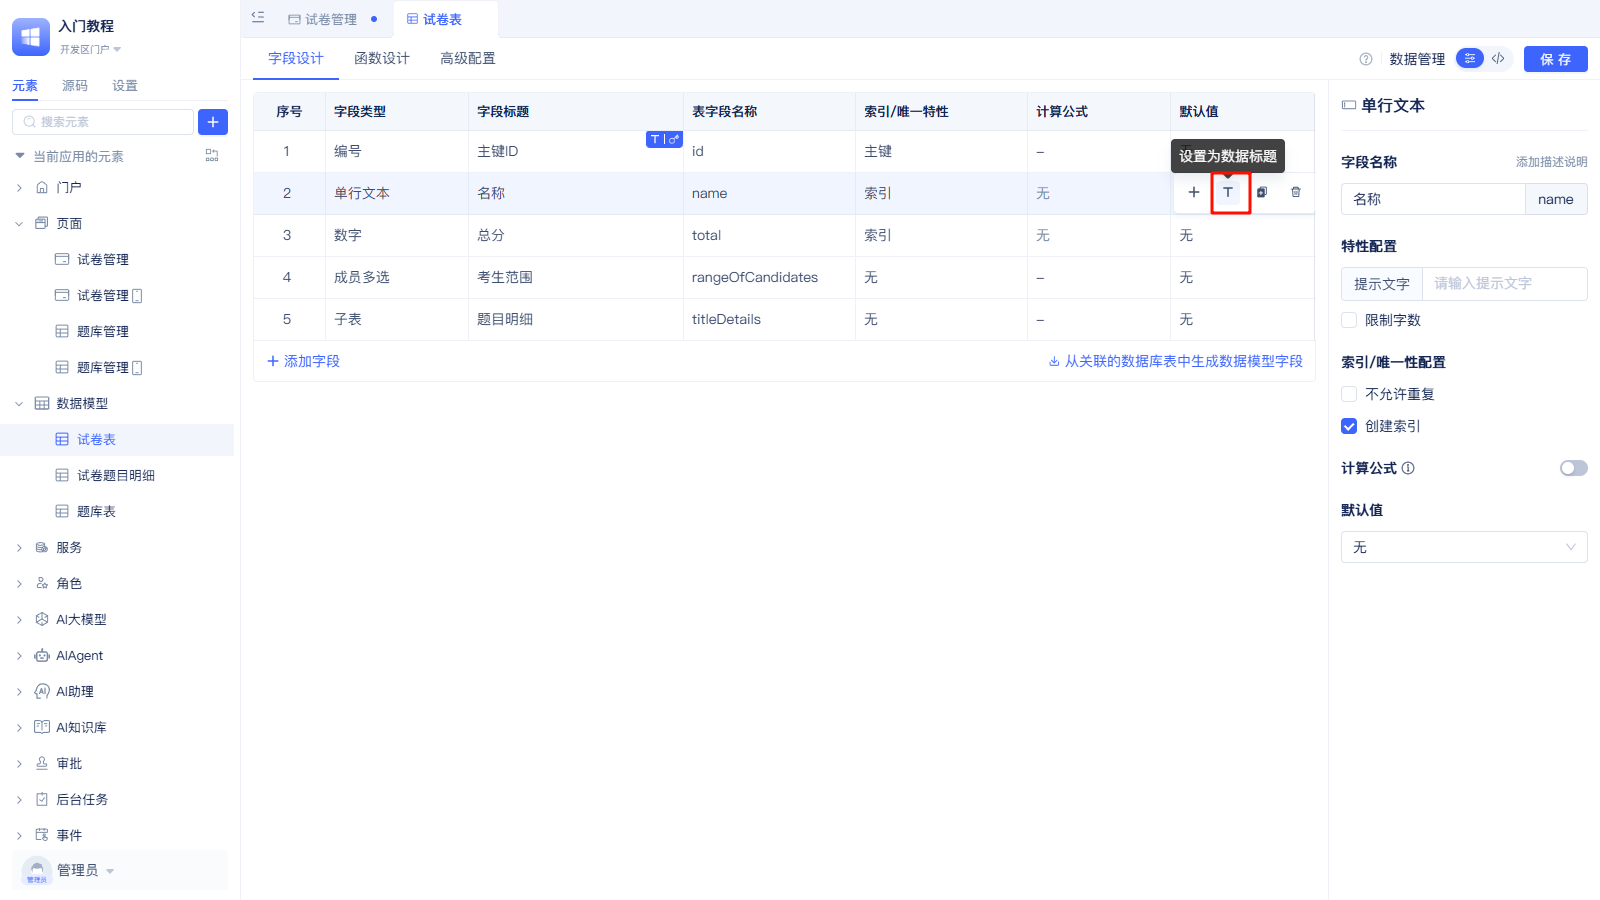 入门教程
开发区门户
元素 源码 设置
搜索元素
当前应用的元素
门户
页面
试卷管理
试卷管理
题库管理
题库管理
数据模型
试卷表
试卷题目明细
题库表
服务
角色
AI大模型
AIAgent
AI助理
AI知识库
审批
后台任务
事件
管理员
管理员
试卷管理 试卷表
字段设计 函数设计 高级配置
数据管理 保存
序号 字段类型 字段标题 表字段名称 索引/唯一特性 计算公式 默认值
1 编号 主键ID T id 主键 –
设置为数据标题
2 单行文本 名称 name 索引 无 T
3 数字 总分 total 索引 无 无
4 成员多选 考生范围 rangeOfCandidates 无 – 无
5 子表 题目明细 titleDetails 无 – 无
添加字段 从关联的数据库表中生成数据模型字段
单行文本
字段名称 添加描述说明
名称 name
特性配置
提示文字 请输入提示文字
限制字数
索引/唯一性配置
不允许重复
创建索引
计算公式
默认值
无